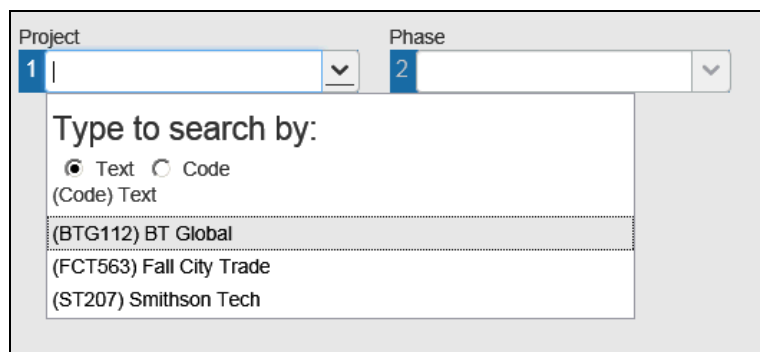 Project Phase
1 2
Type to search by:
Text Code
(Code) Text
(BTG112) BT Global
(FCT563) Fall City Trade
(ST207) Smithson Tech